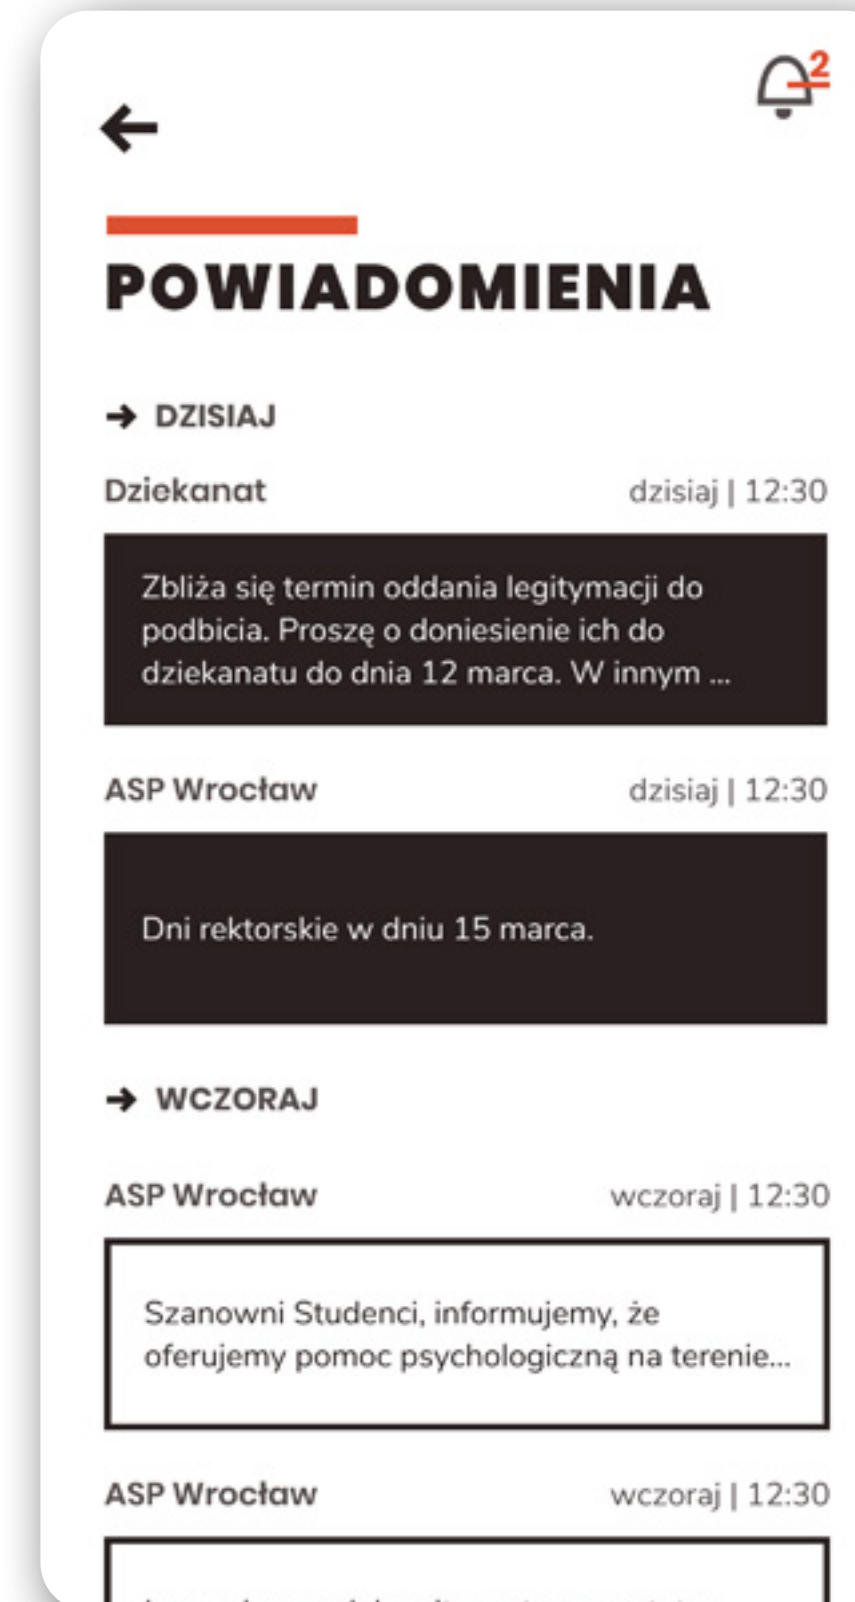 2
POWIADOMIENIA
DZISIAJ
Dziekanat
dzisiaj | 12:30
Zbliża się termin oddania legitymacji do
podbicia. Proszę o doniesienie ich do
dziekanatu do dnia 12 marca. W innym ...
ASP Wrocław
dzisiaj | 12:30
Dni rektorskie w dniu 15 marca.
WCZORAJ
ASP Wrocław
wczoraj | 12:30
Szanowni Studenci, informujemy, że
oferujemy pomoc psychologiczną na terenie...
ASP Wrocław
wczoraj | 12:30